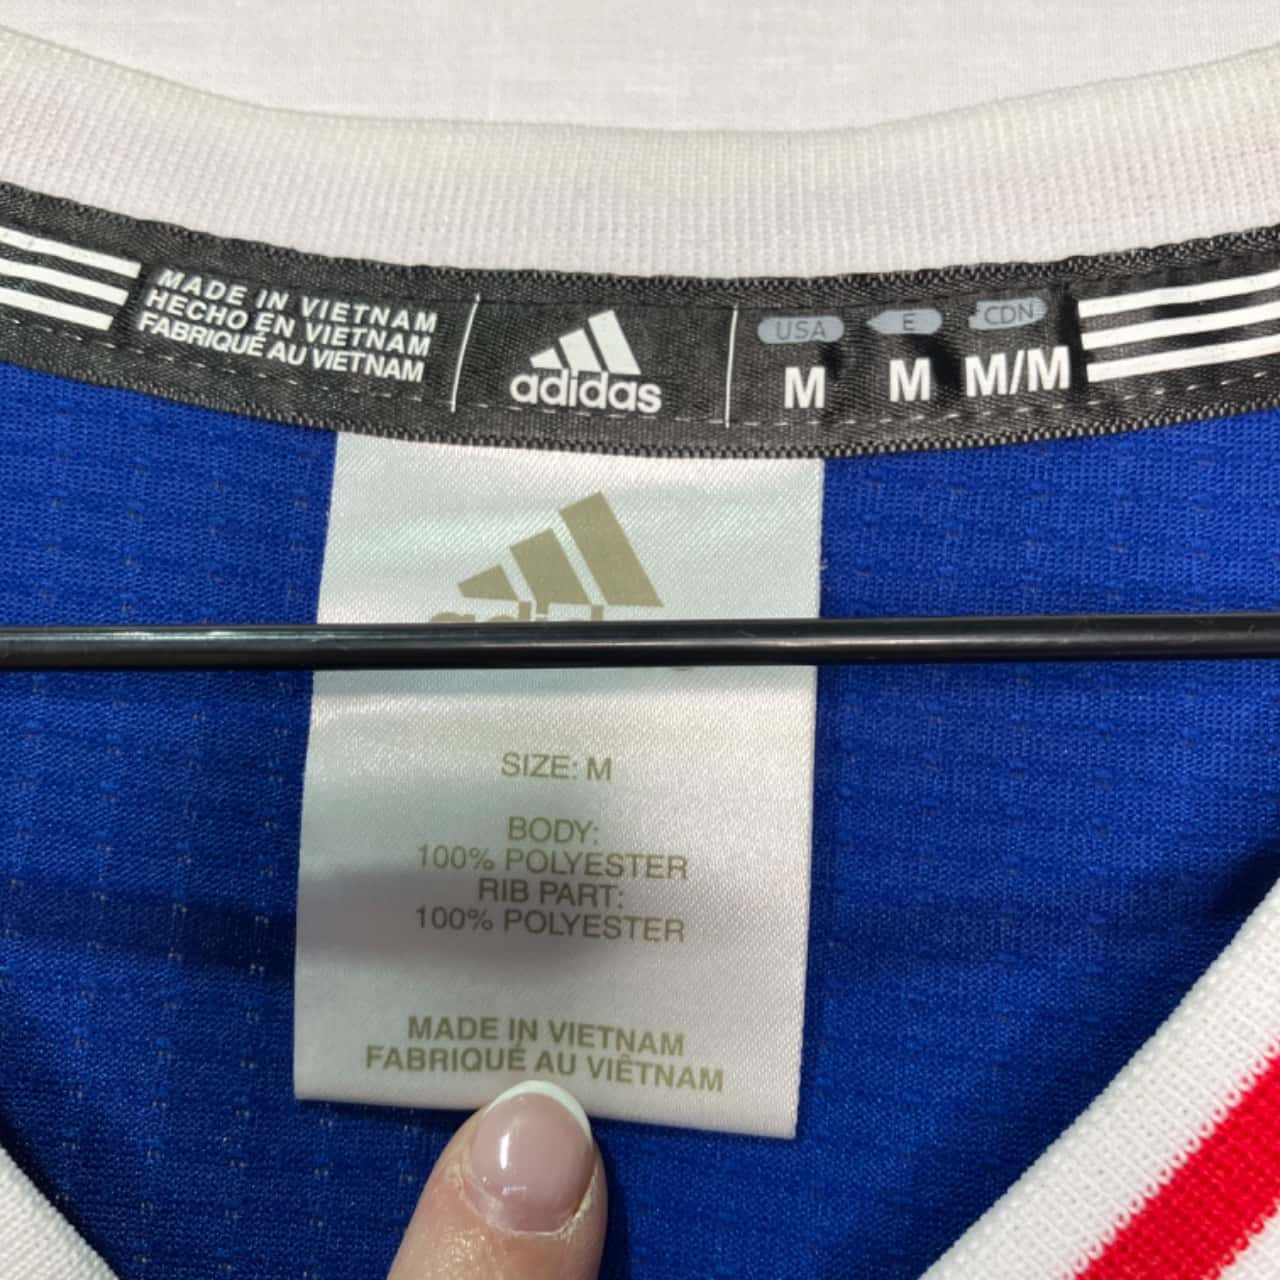 MADE IN VIETNAM
HECHO EN VIETNAM
FABRIQUÉ AU VIETNAM
adidas
USA E CDN
M M M/M
SIZE: M
BODY:
100% POLYESTER
RIB PART:
100% POLYESTER
MADE IN VIETNAM
FABRIQUÉ AU VIÊTNAM